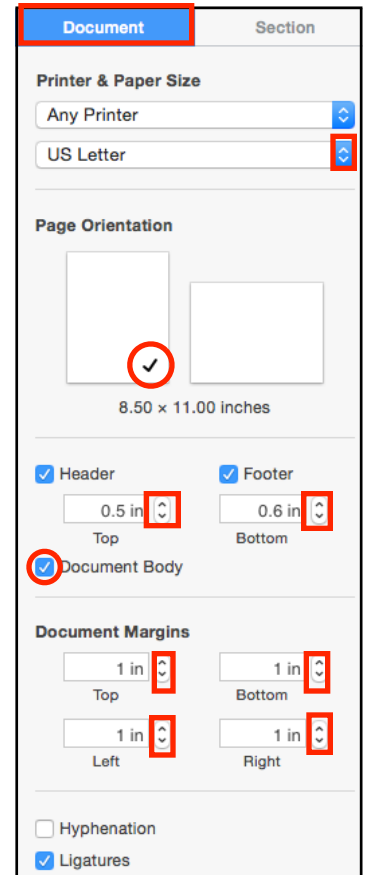 Document Section
Printer & Paper Size
Any Printer
US Letter
Page Orientation
8.50 × 11.00 inches
Header Footer
0.5 in 0.6 in
Top Bottom
Document Body
Document Margins
1 in 1 in
Top Bottom
1 in 1 in
Left Right
Hyphenation
Ligatures